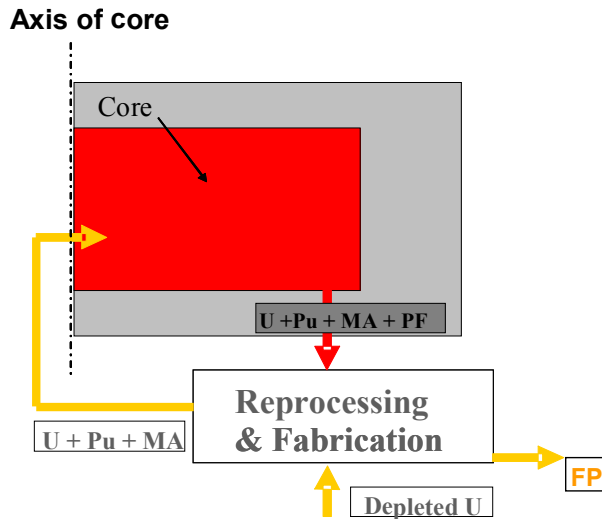 Axis of core
Core
U +Pu + MA + PF
Reprocessing
& Fabrication
U + Pu + MA
FP
Depleted U